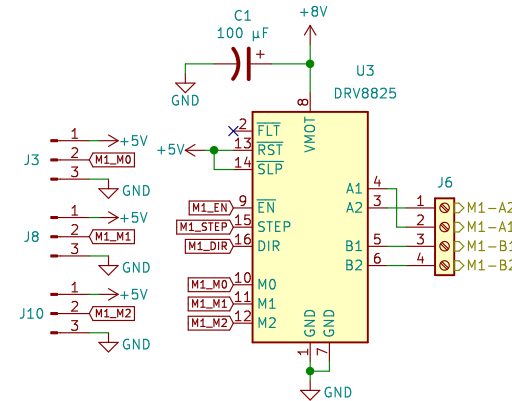 C1
100 µF
+8V
+
GND
U3
DRV8825
8
VMOT
2 FLT
+5V
13 RST
14 SLP
9 EN
M1_EN
15 STEP
M1_STEP
16 DIR
M1_DIR
10 M0
M1_M0
11 M1
M1_M1
12 M2
M1_M2
A1 4
A2 3
B1 5
B2 6
GND
GND
1
7
GND
J3
1 +5V
2 M1_M0
3 GND
J8
1 +5V
2 M1_M1
3 GND
J10
1 +5V
2 M1_M2
3 GND
J6
1 M1-A2
2 M1-A1
3 M1-B1
4 M1-B2